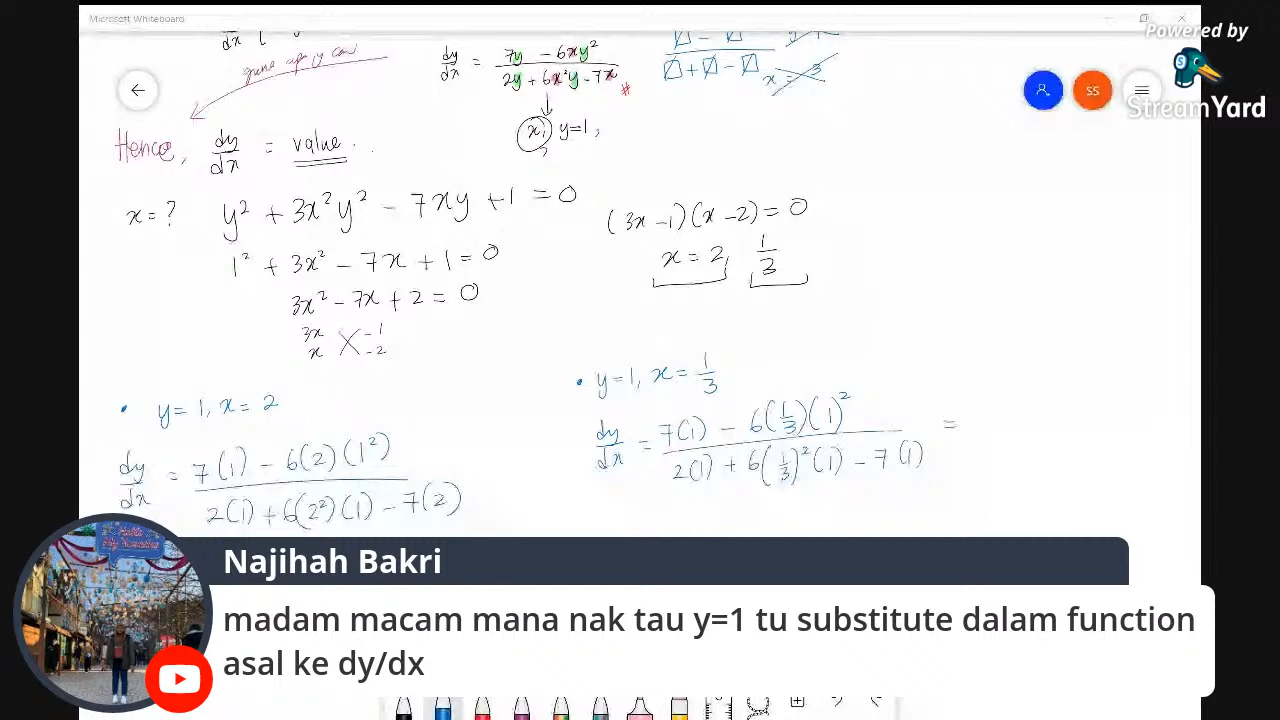 Microsoft Whiteboard
Powered by
StreamYard
SS
dy/dx = (7y - 6xy²)/(2y + 6x²y - 7x) *
x, y=1,
Hence, dy/dx = value.
x = ? y² + 3x²y² - 7xy + 1 = 0
1² + 3x² - 7x + 1 = 0
3x² - 7x + 2 = 0
3x -1
x -2
(3x - 1)(x - 2) = 0
x = 2, 1/3
• y = 1, x = 2
dy/dx = (7(1) - 6(2)(1²))/(2(1) + 6(2²)(1) - 7(2))
• y=1, x = 1/3
dy/dx = (7(1) - 6(1/3)(1)²)/(2(1) + 6(1/3)²(1) - 7(1)) =
Najihah Bakri
madam macam mana nak tau y=1 tu substitute dalam function
asal ke dy/dx